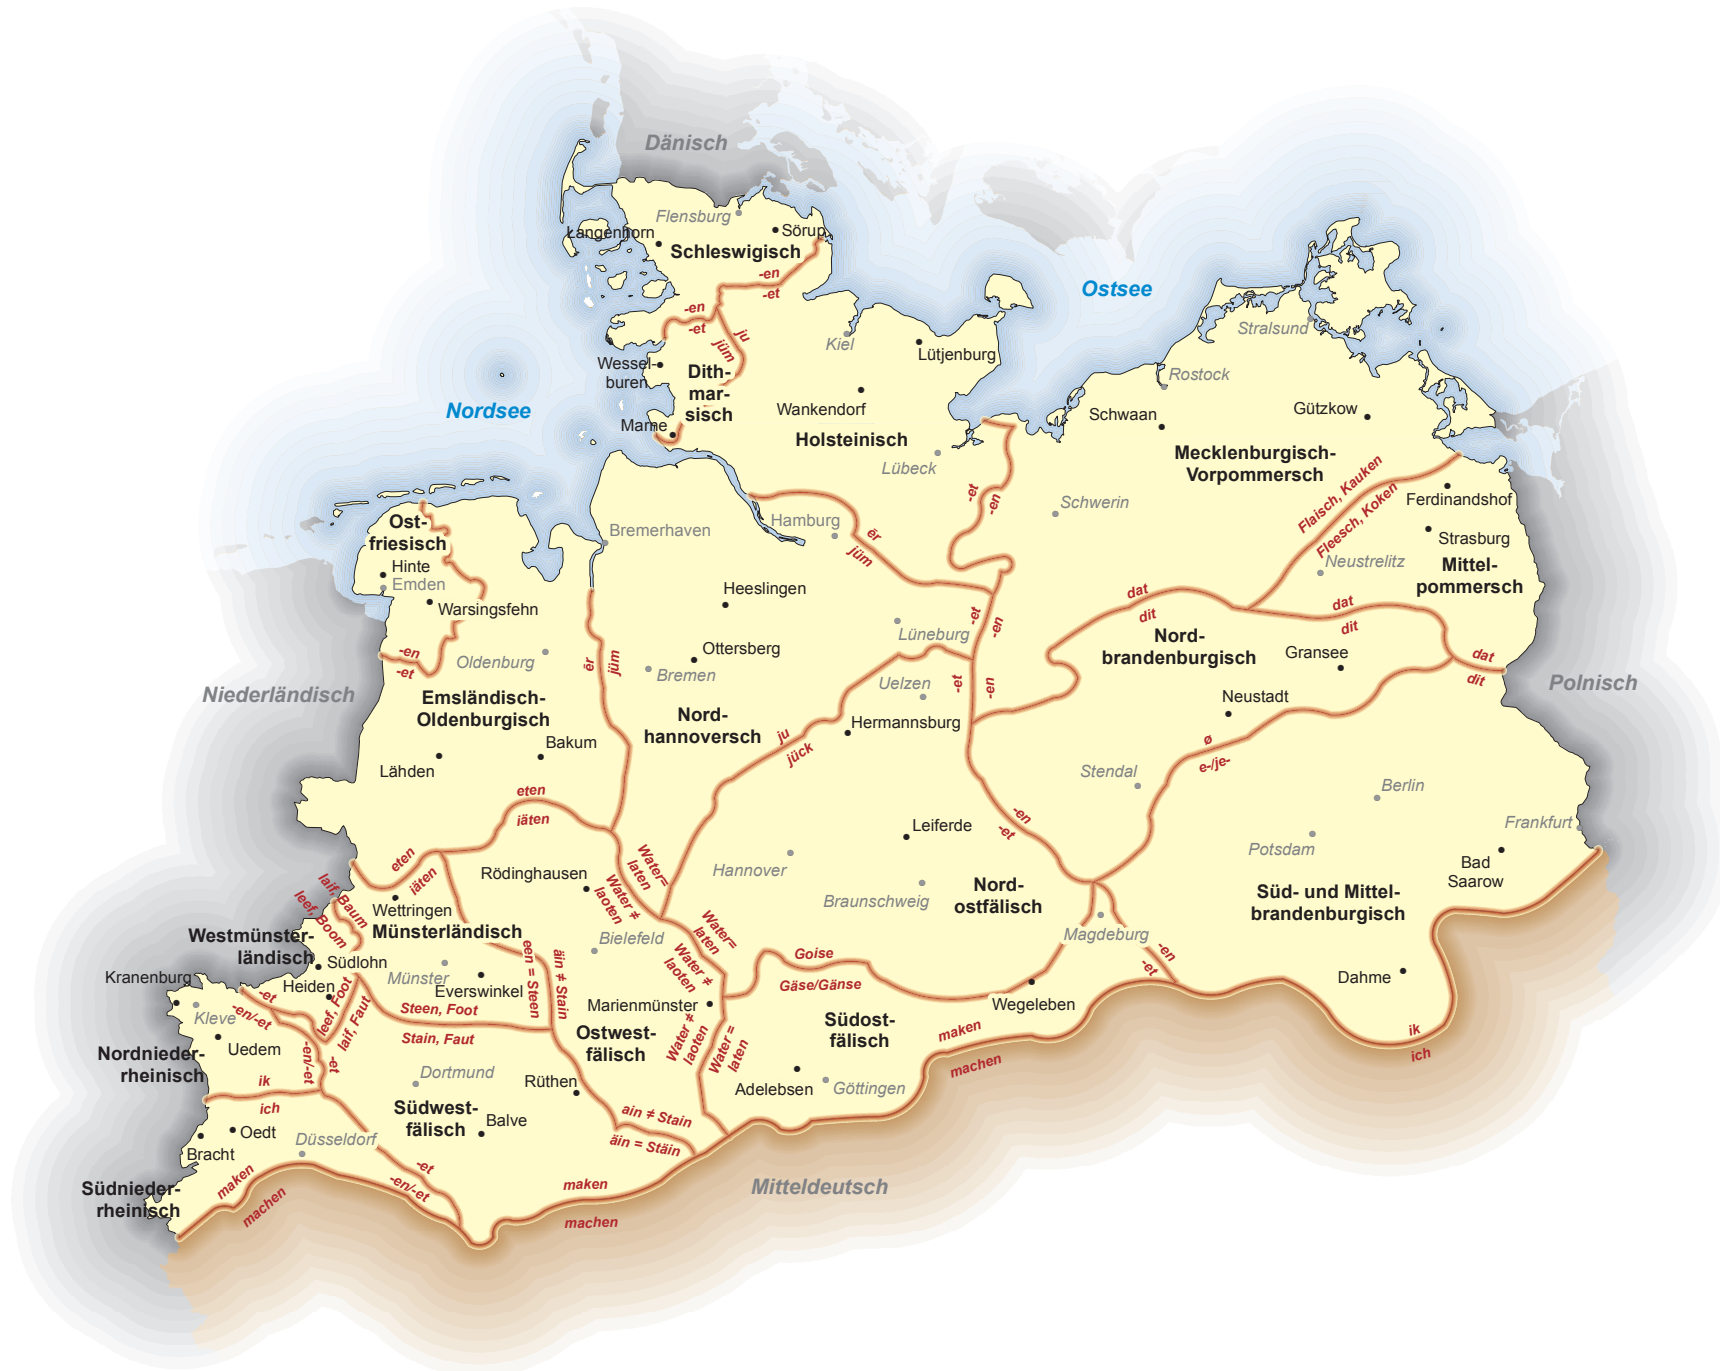 Dänisch
Flensburg
Langenhorn
Sörup
Schleswigisch
-en
-et
-en
-et
ju
jüm
Ostsee
Stralsund
Kiel
Lütjenburg
Wessel-
buren
Dith-
mar-
sisch
Rostock
Nordsee
Wankendorf
Schwaan
Gützkow
Marne
Holsteinisch
Lübeck
Mecklenburgisch-
Vorpommersch
-et
-en
Schwerin
Flaisch, Kauken
Fleesch, Koken
Ferdinandshof
Strasburg
Neustrelitz
Mittel-
pommersch
Ost-
friesisch
Hinte
Emden
Warsingsfehn
Bremerhaven
Hamburg
ēr
jüm
Heeslingen
Lüneburg
-et
-en
dat
dit
dat
dit
dat
dit
Nord-
brandenburgisch
Gransee
Neustadt
-en
-et
Oldenburg
ēr
jüm
Ottersberg
Bremen
Uelzen
-et
-en
Niederländisch
Polnisch
Emsländisch-
Oldenburgisch
Nord-
hannoversch
Hermannsburg
ju
jück
Bakum
Lähden
ø
e-/je-
Stendal
Berlin
eten
iäten
-en
-et
Leiferde
Frankfurt
Potsdam
Bad
Saarow
eten
iäten
Hannover
Rödinghausen
Water=
laten
Water ≠
laoten
Braunschweig
Nord-
ostfälisch
Süd- und Mittel-
brandenburgisch
laif, Baum
leef, Boom
Wettringen
Münsterländisch
Westmünster-
ländisch
Bielefeld
Water=
laten
Water ≠
laoten
Magdeburg
-en
-et
Südlohn
Kranenburg
Heiden
Münster
Everswinkel
een = Steen
äin ≠ Stain
Goise
Gäse/Gänse
Wegeleben
Dahme
-et
-en/-et
leef, Foot
laif, Faut
Steen, Foot
Stain, Faut
Marienmünster
Kleve
Uedem
Nordnieder-
rheinisch
-en/-et
-et
Ostwest-
fälisch
Water ≠
laoten
Water =
laten
Südost-
fälisch
maken
machen
ik
ich
ik
ich
Dortmund
Rüthen
Adelebsen
Göttingen
Südwest-
fälisch
Balve
ain ≠ Stain
äin = Stäin
Oedt
Bracht
Düsseldorf
-et
-en/-et
Südnieder-
rheinisch
maken
machen
maken
machen
Mitteldeutsch